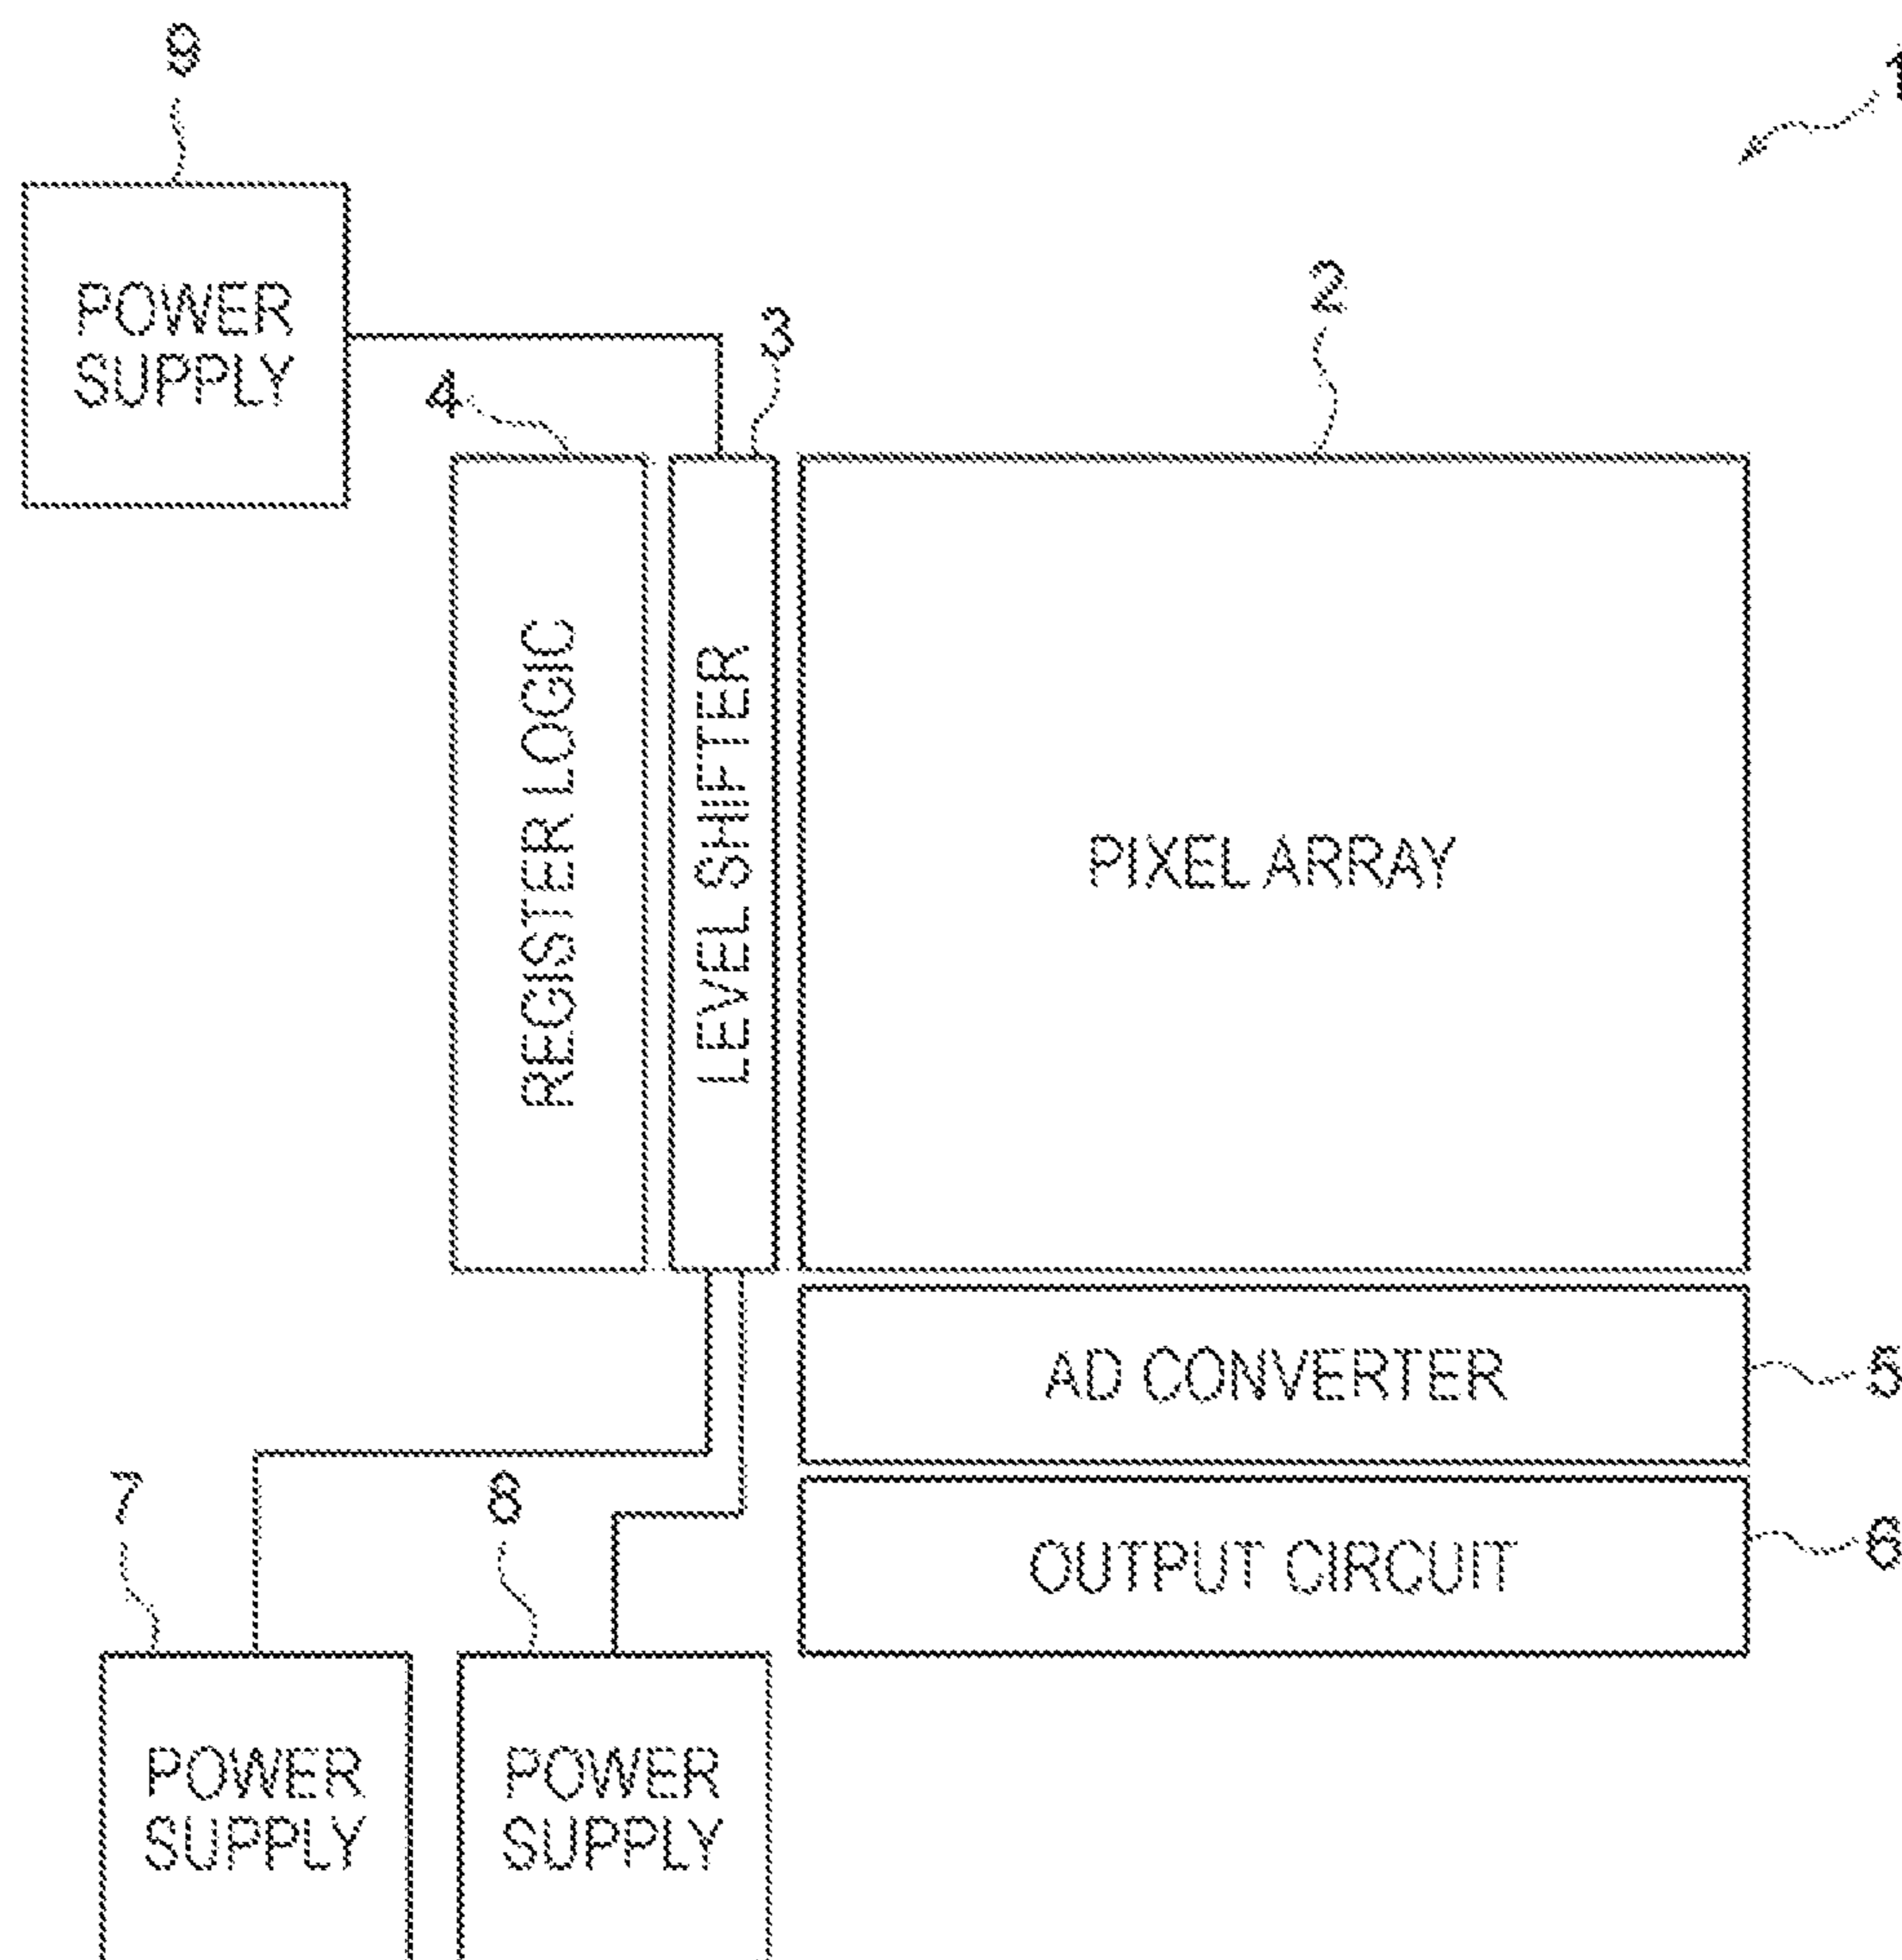 9
1
POWER
SUPPLY
2
3
4
REGISTER LOGIC
LEVEL SHIFTER
PIXEL ARRAY
AD CONVERTER
5
7
8
OUTPUT CIRCUIT
6
POWER
SUPPLY
POWER
SUPPLY